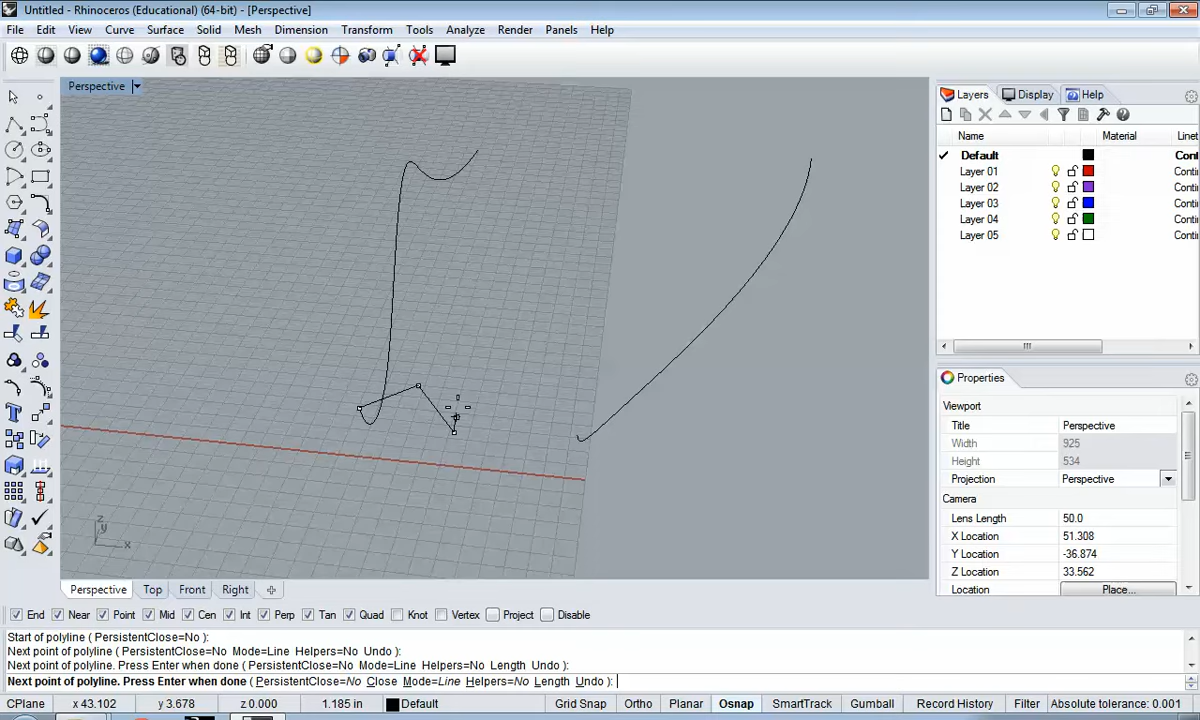 Untitled - Rhinoceros (Educational) (64-bit) - [Perspective]
File Edit View Curve Surface Solid Mesh Dimension Transform Tools Analyze Render Panels Help
Perspective
Layers Display Help
Name Material Linet
Default Conti
Layer 01 Conti
Layer 02 Conti
Layer 03 Conti
Layer 04 Conti
Layer 05 Conti
Properties
Viewport
Title Perspective
Width 925
Height 534
Projection Perspective
Camera
Lens Length 50.0
X Location 51.308
Y Location -36.874
Z Location 33.562
Location Place...
z
y
x
Perspective Top Front Right
End Near Point Mid Cen Int Perp Tan Quad Knot Vertex Project Disable
Start of polyline ( PersistentClose=No ):
Next point of polyline ( PersistentClose=No Mode=Line Helpers=No Undo ):
Next point of polyline. Press Enter when done ( PersistentClose=No Mode=Line Helpers=No Length Undo ):
Next point of polyline. Press Enter when done ( PersistentClose=No Close Mode=Line Helpers=No Length Undo ):
CPlane x 43.102 y 3.678 z 0.000 1.185 in Default Grid Snap Ortho Planar Osnap SmartTrack Gumball Record History Filter Absolute tolerance: 0.001